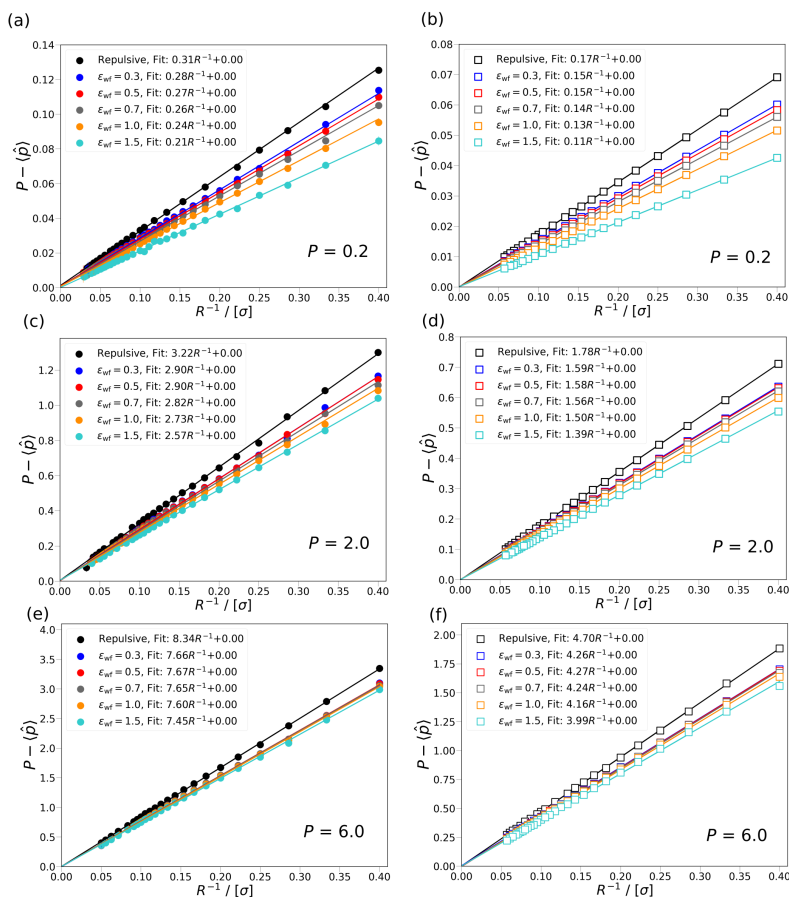 (a)
P − ⟨p̂⟩
0.14
0.12
0.10
0.08
0.06
0.04
0.02
0.00
Repulsive, Fit: 0.31R⁻¹+0.00
ε_wf = 0.3, Fit: 0.28R⁻¹+0.00
ε_wf = 0.5, Fit: 0.27R⁻¹+0.00
ε_wf = 0.7, Fit: 0.26R⁻¹+0.00
ε_wf = 1.0, Fit: 0.24R⁻¹+0.00
ε_wf = 1.5, Fit: 0.21R⁻¹+0.00
P = 0.2
0.00 0.05 0.10 0.15 0.20 0.25 0.30 0.35 0.40
R⁻¹ / [σ]
(b)
P − ⟨p̂⟩
0.08
0.07
0.06
0.05
0.04
0.03
0.02
0.01
0.00
Repulsive, Fit: 0.17R⁻¹+0.00
ε_wf = 0.3, Fit: 0.15R⁻¹+0.00
ε_wf = 0.5, Fit: 0.15R⁻¹+0.00
ε_wf = 0.7, Fit: 0.14R⁻¹+0.00
ε_wf = 1.0, Fit: 0.13R⁻¹+0.00
ε_wf = 1.5, Fit: 0.11R⁻¹+0.00
P = 0.2
0.00 0.05 0.10 0.15 0.20 0.25 0.30 0.35 0.40
R⁻¹ / [σ]
(c)
P − ⟨p̂⟩
1.2
1.0
0.8
0.6
0.4
0.2
0.0
Repulsive, Fit: 3.22R⁻¹+0.00
ε_wf = 0.3, Fit: 2.90R⁻¹+0.00
ε_wf = 0.5, Fit: 2.90R⁻¹+0.00
ε_wf = 0.7, Fit: 2.82R⁻¹+0.00
ε_wf = 1.0, Fit: 2.73R⁻¹+0.00
ε_wf = 1.5, Fit: 2.57R⁻¹+0.00
P = 2.0
0.00 0.05 0.10 0.15 0.20 0.25 0.30 0.35 0.40
R⁻¹ / [σ]
(d)
P − ⟨p̂⟩
0.8
0.7
0.6
0.5
0.4
0.3
0.2
0.1
0.0
Repulsive, Fit: 1.78R⁻¹+0.00
ε_wf = 0.3, Fit: 1.59R⁻¹+0.00
ε_wf = 0.5, Fit: 1.58R⁻¹+0.00
ε_wf = 0.7, Fit: 1.56R⁻¹+0.00
ε_wf = 1.0, Fit: 1.50R⁻¹+0.00
ε_wf = 1.5, Fit: 1.39R⁻¹+0.00
P = 2.0
0.00 0.05 0.10 0.15 0.20 0.25 0.30 0.35 0.40
R⁻¹ / [σ]
(e)
P − ⟨p̂⟩
4.0
3.5
3.0
2.5
2.0
1.5
1.0
0.5
0.0
Repulsive, Fit: 8.34R⁻¹+0.00
ε_wf = 0.3, Fit: 7.66R⁻¹+0.00
ε_wf = 0.5, Fit: 7.67R⁻¹+0.00
ε_wf = 0.7, Fit: 7.65R⁻¹+0.00
ε_wf = 1.0, Fit: 7.60R⁻¹+0.00
ε_wf = 1.5, Fit: 7.45R⁻¹+0.00
P = 6.0
0.00 0.05 0.10 0.15 0.20 0.25 0.30 0.35 0.40
R⁻¹ / [σ]
(f)
P − ⟨p̂⟩
2.00
1.75
1.50
1.25
1.00
0.75
0.50
0.25
0.00
Repulsive, Fit: 4.70R⁻¹+0.00
ε_wf = 0.3, Fit: 4.26R⁻¹+0.00
ε_wf = 0.5, Fit: 4.27R⁻¹+0.00
ε_wf = 0.7, Fit: 4.24R⁻¹+0.00
ε_wf = 1.0, Fit: 4.16R⁻¹+0.00
ε_wf = 1.5, Fit: 3.99R⁻¹+0.00
P = 6.0
0.00 0.05 0.10 0.15 0.20 0.25 0.30 0.35 0.40
R⁻¹ / [σ]